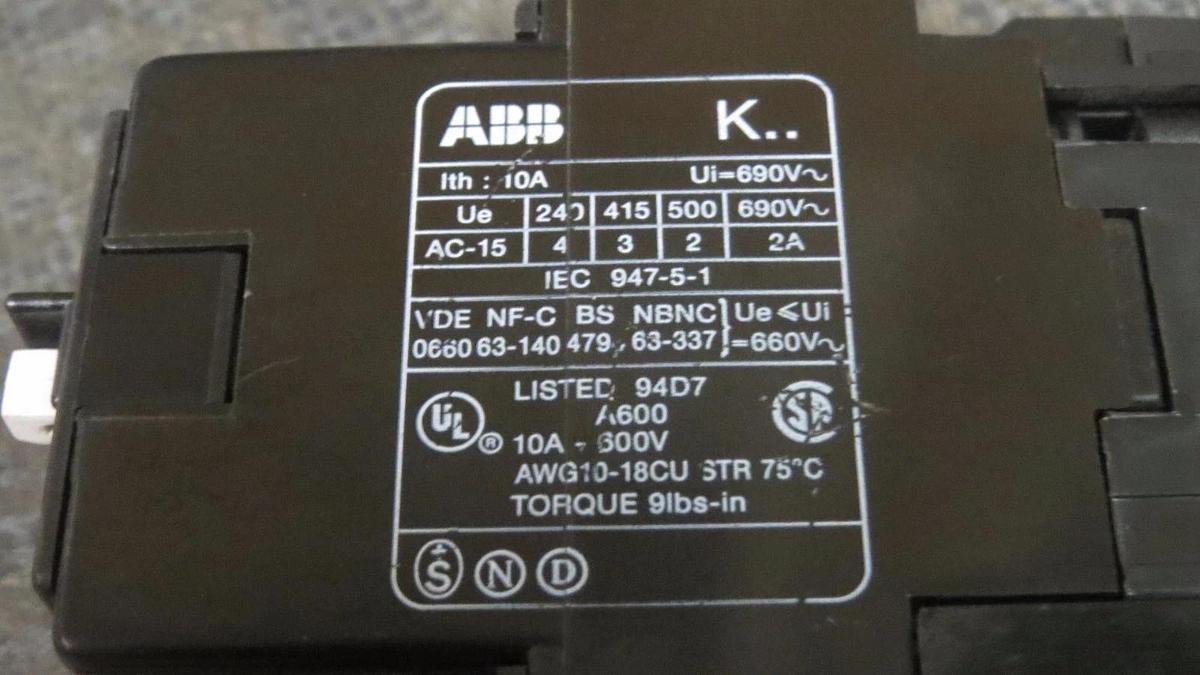 ABB K..
Ith : 10A Ui=690V~
Ue 240 415 500 690V~
AC-15 4 3 2 2A
IEC 947-5-1
VDE NF-C BS NBNC } Ue ≤ Ui
0660 63-140 479. 63-337 } =660V~
LISTED 94D7
A600
UL ® 10A - 600V SA
AWG10-18CU STR 75°C
TORQUE 9lbs-in
S N D